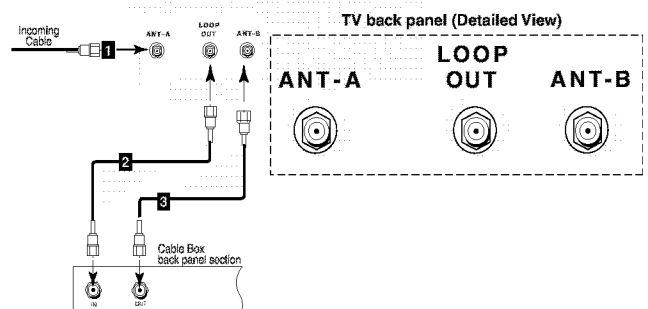 TV back panel (Detailed View)
Incoming
Cable
1
ANT-A
LOOP
OUT
ANT-B
LOOP
ANT-A
OUT
ANT-B
2
3
Cable Box
back panel section
IN
OUT